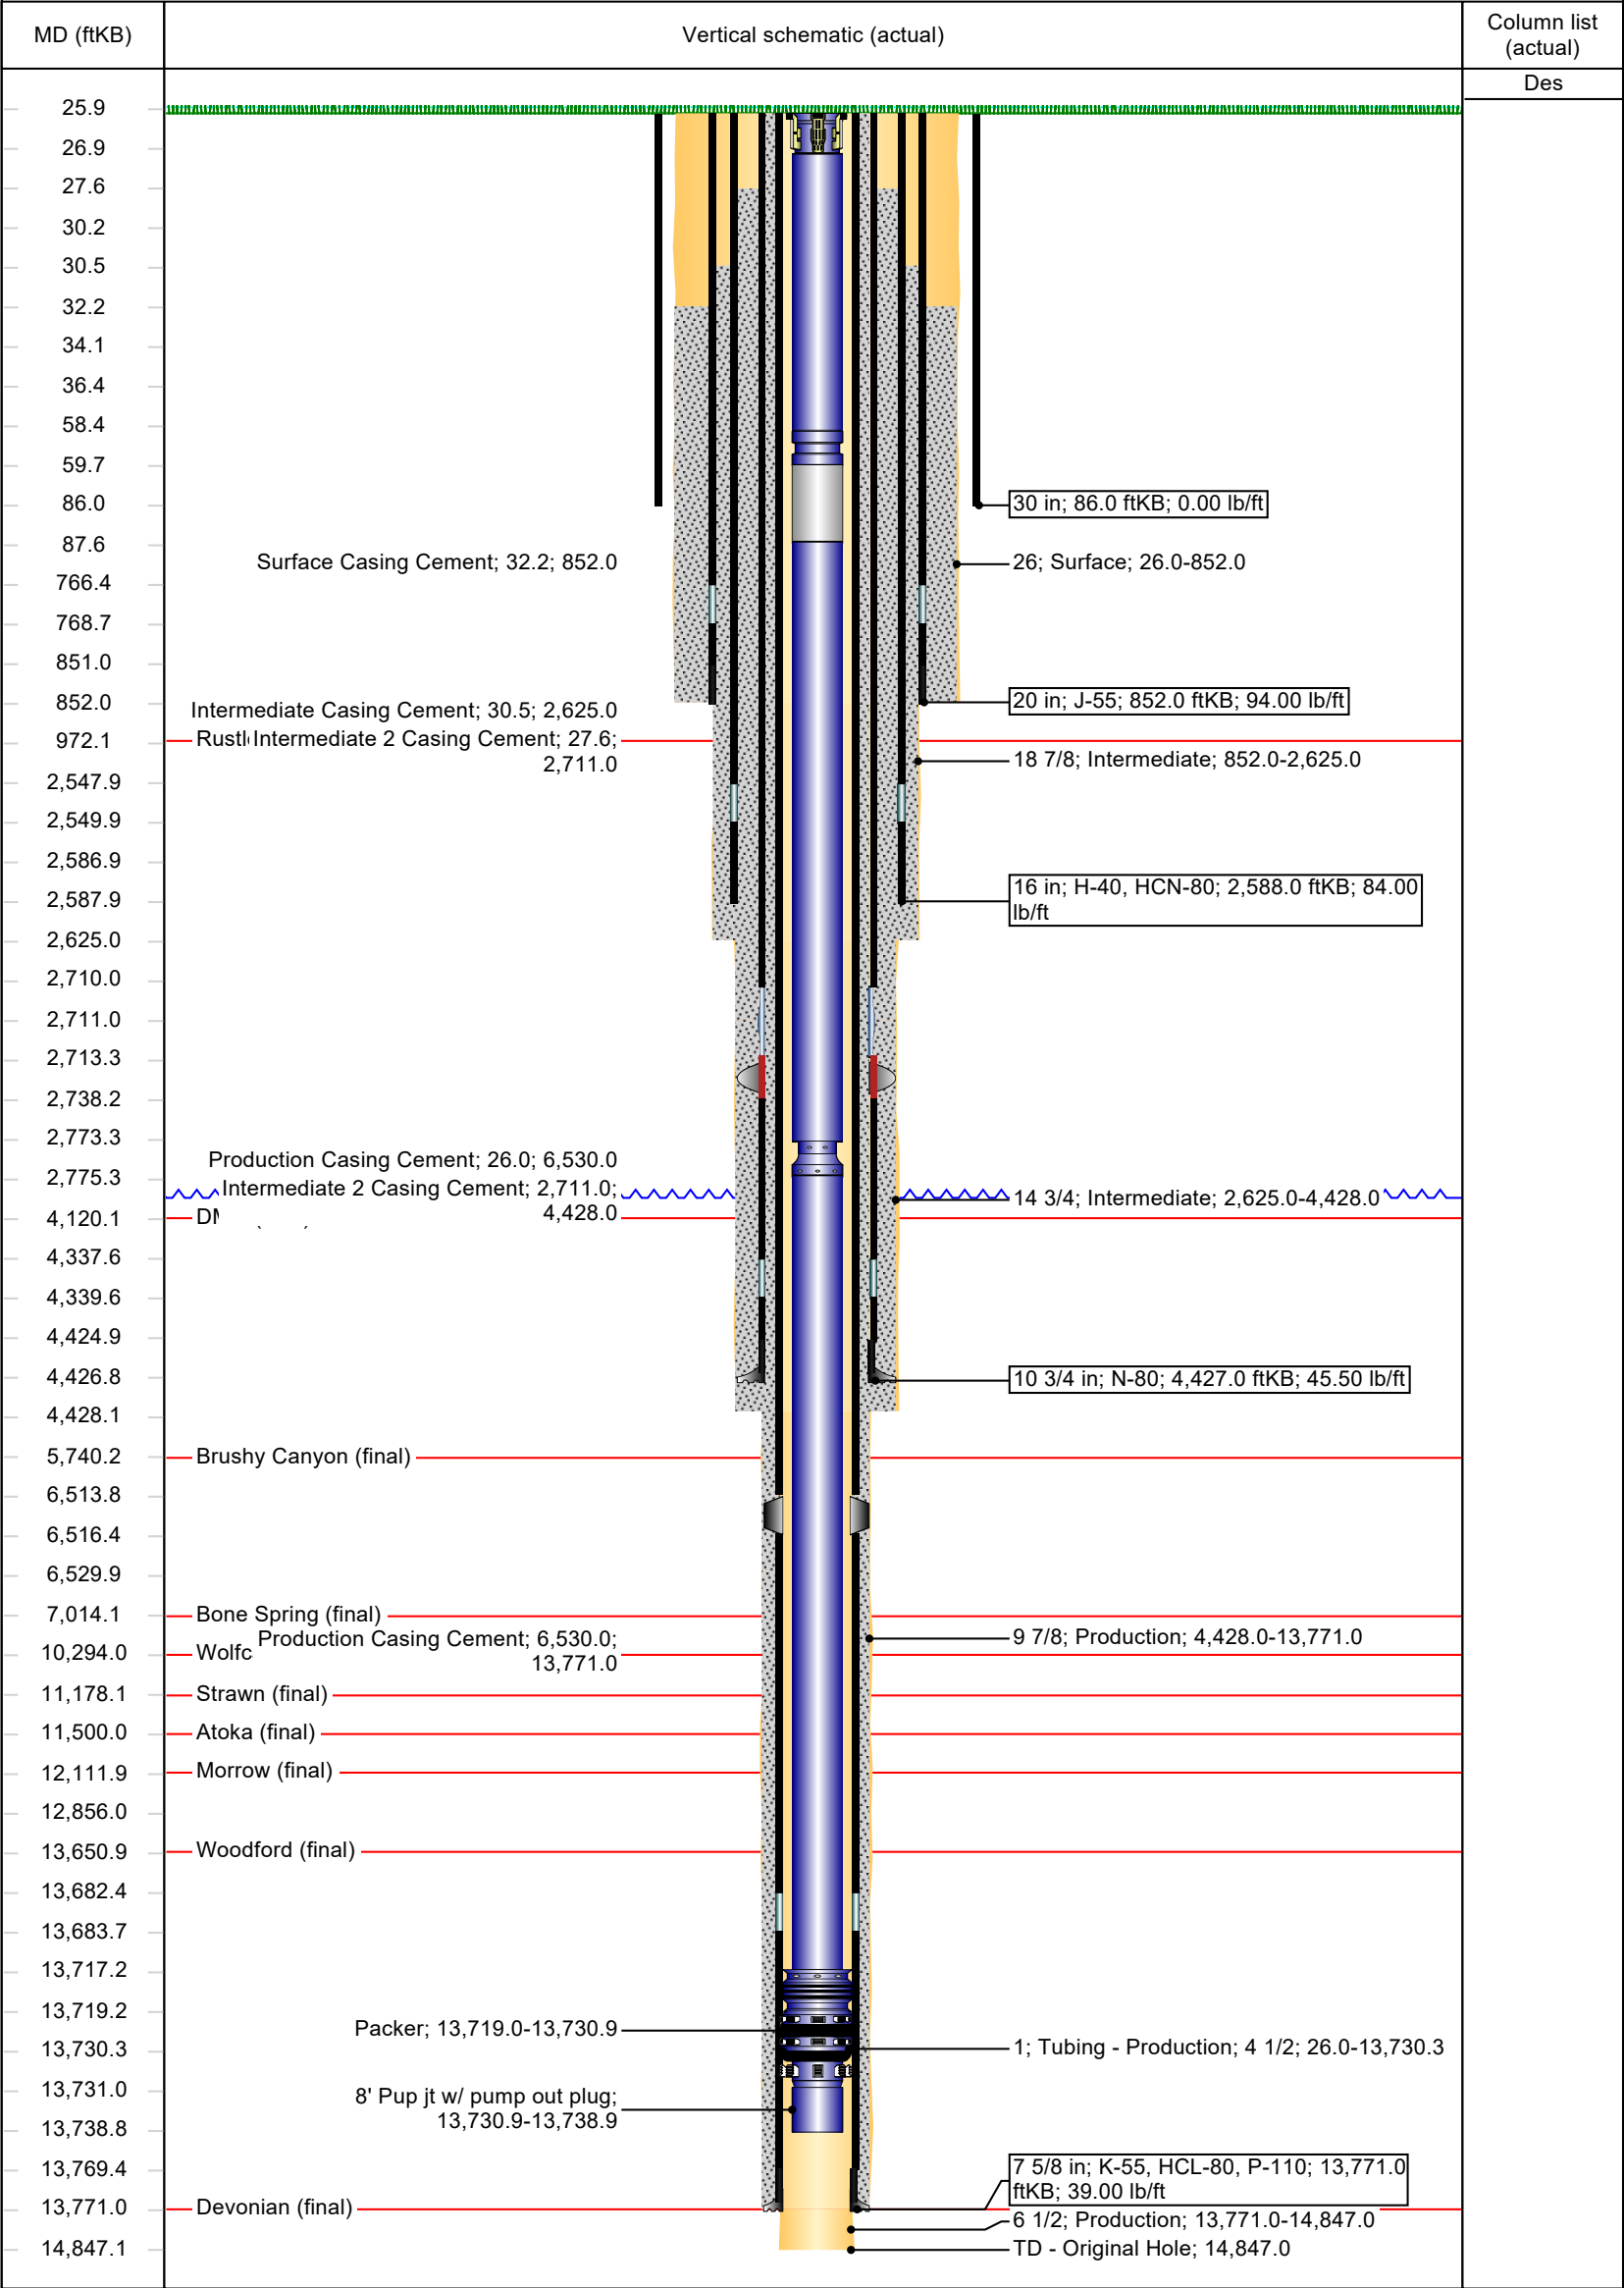 MD (ftKB)
Vertical schematic (actual)
Column list
(actual)
Des
25.9
26.9
27.6
30.2
30.5
32.2
34.1
36.4
58.4
59.7
86.0
30 in; 86.0 ftKB; 0.00 lb/ft
87.6
Surface Casing Cement; 32.2; 852.0
26; Surface; 26.0-852.0
766.4
768.7
851.0
852.0
20 in; J-55; 852.0 ftKB; 94.00 lb/ft
Intermediate Casing Cement; 30.5; 2,625.0
972.1
Intermediate 2 Casing Cement; 27.6;
2,711.0
18 7/8; Intermediate; 852.0-2,625.0
2,547.9
2,549.9
2,586.9
2,587.9
16 in; H-40, HCN-80; 2,588.0 ftKB; 84.00
lb/ft
2,625.0
2,710.0
2,711.0
2,713.3
2,738.2
2,773.3
Production Casing Cement; 26.0; 6,530.0
2,775.3
Intermediate 2 Casing Cement; 2,711.0;
4,428.0
14 3/4; Intermediate; 2,625.0-4,428.0
4,120.1
4,337.6
4,339.6
4,424.9
4,426.8
10 3/4 in; N-80; 4,427.0 ftKB; 45.50 lb/ft
4,428.1
5,740.2
Brushy Canyon (final)
6,513.8
6,516.4
6,529.9
7,014.1
Bone Spring (final)
Production Casing Cement; 6,530.0;
13,771.0
9 7/8; Production; 4,428.0-13,771.0
10,294.0
11,178.1
Strawn (final)
11,500.0
Atoka (final)
12,111.9
Morrow (final)
12,856.0
13,650.9
Woodford (final)
13,682.4
13,683.7
13,717.2
13,719.2
Packer; 13,719.0-13,730.9
13,730.3
1; Tubing - Production; 4 1/2; 26.0-13,730.3
13,731.0
8' Pup jt w/ pump out plug;
13,730.9-13,738.9
13,738.8
13,769.4
7 5/8 in; K-55, HCL-80, P-110; 13,771.0
ftKB; 39.00 lb/ft
13,771.0
Devonian (final)
6 1/2; Production; 13,771.0-14,847.0
14,847.1
TD - Original Hole; 14,847.0